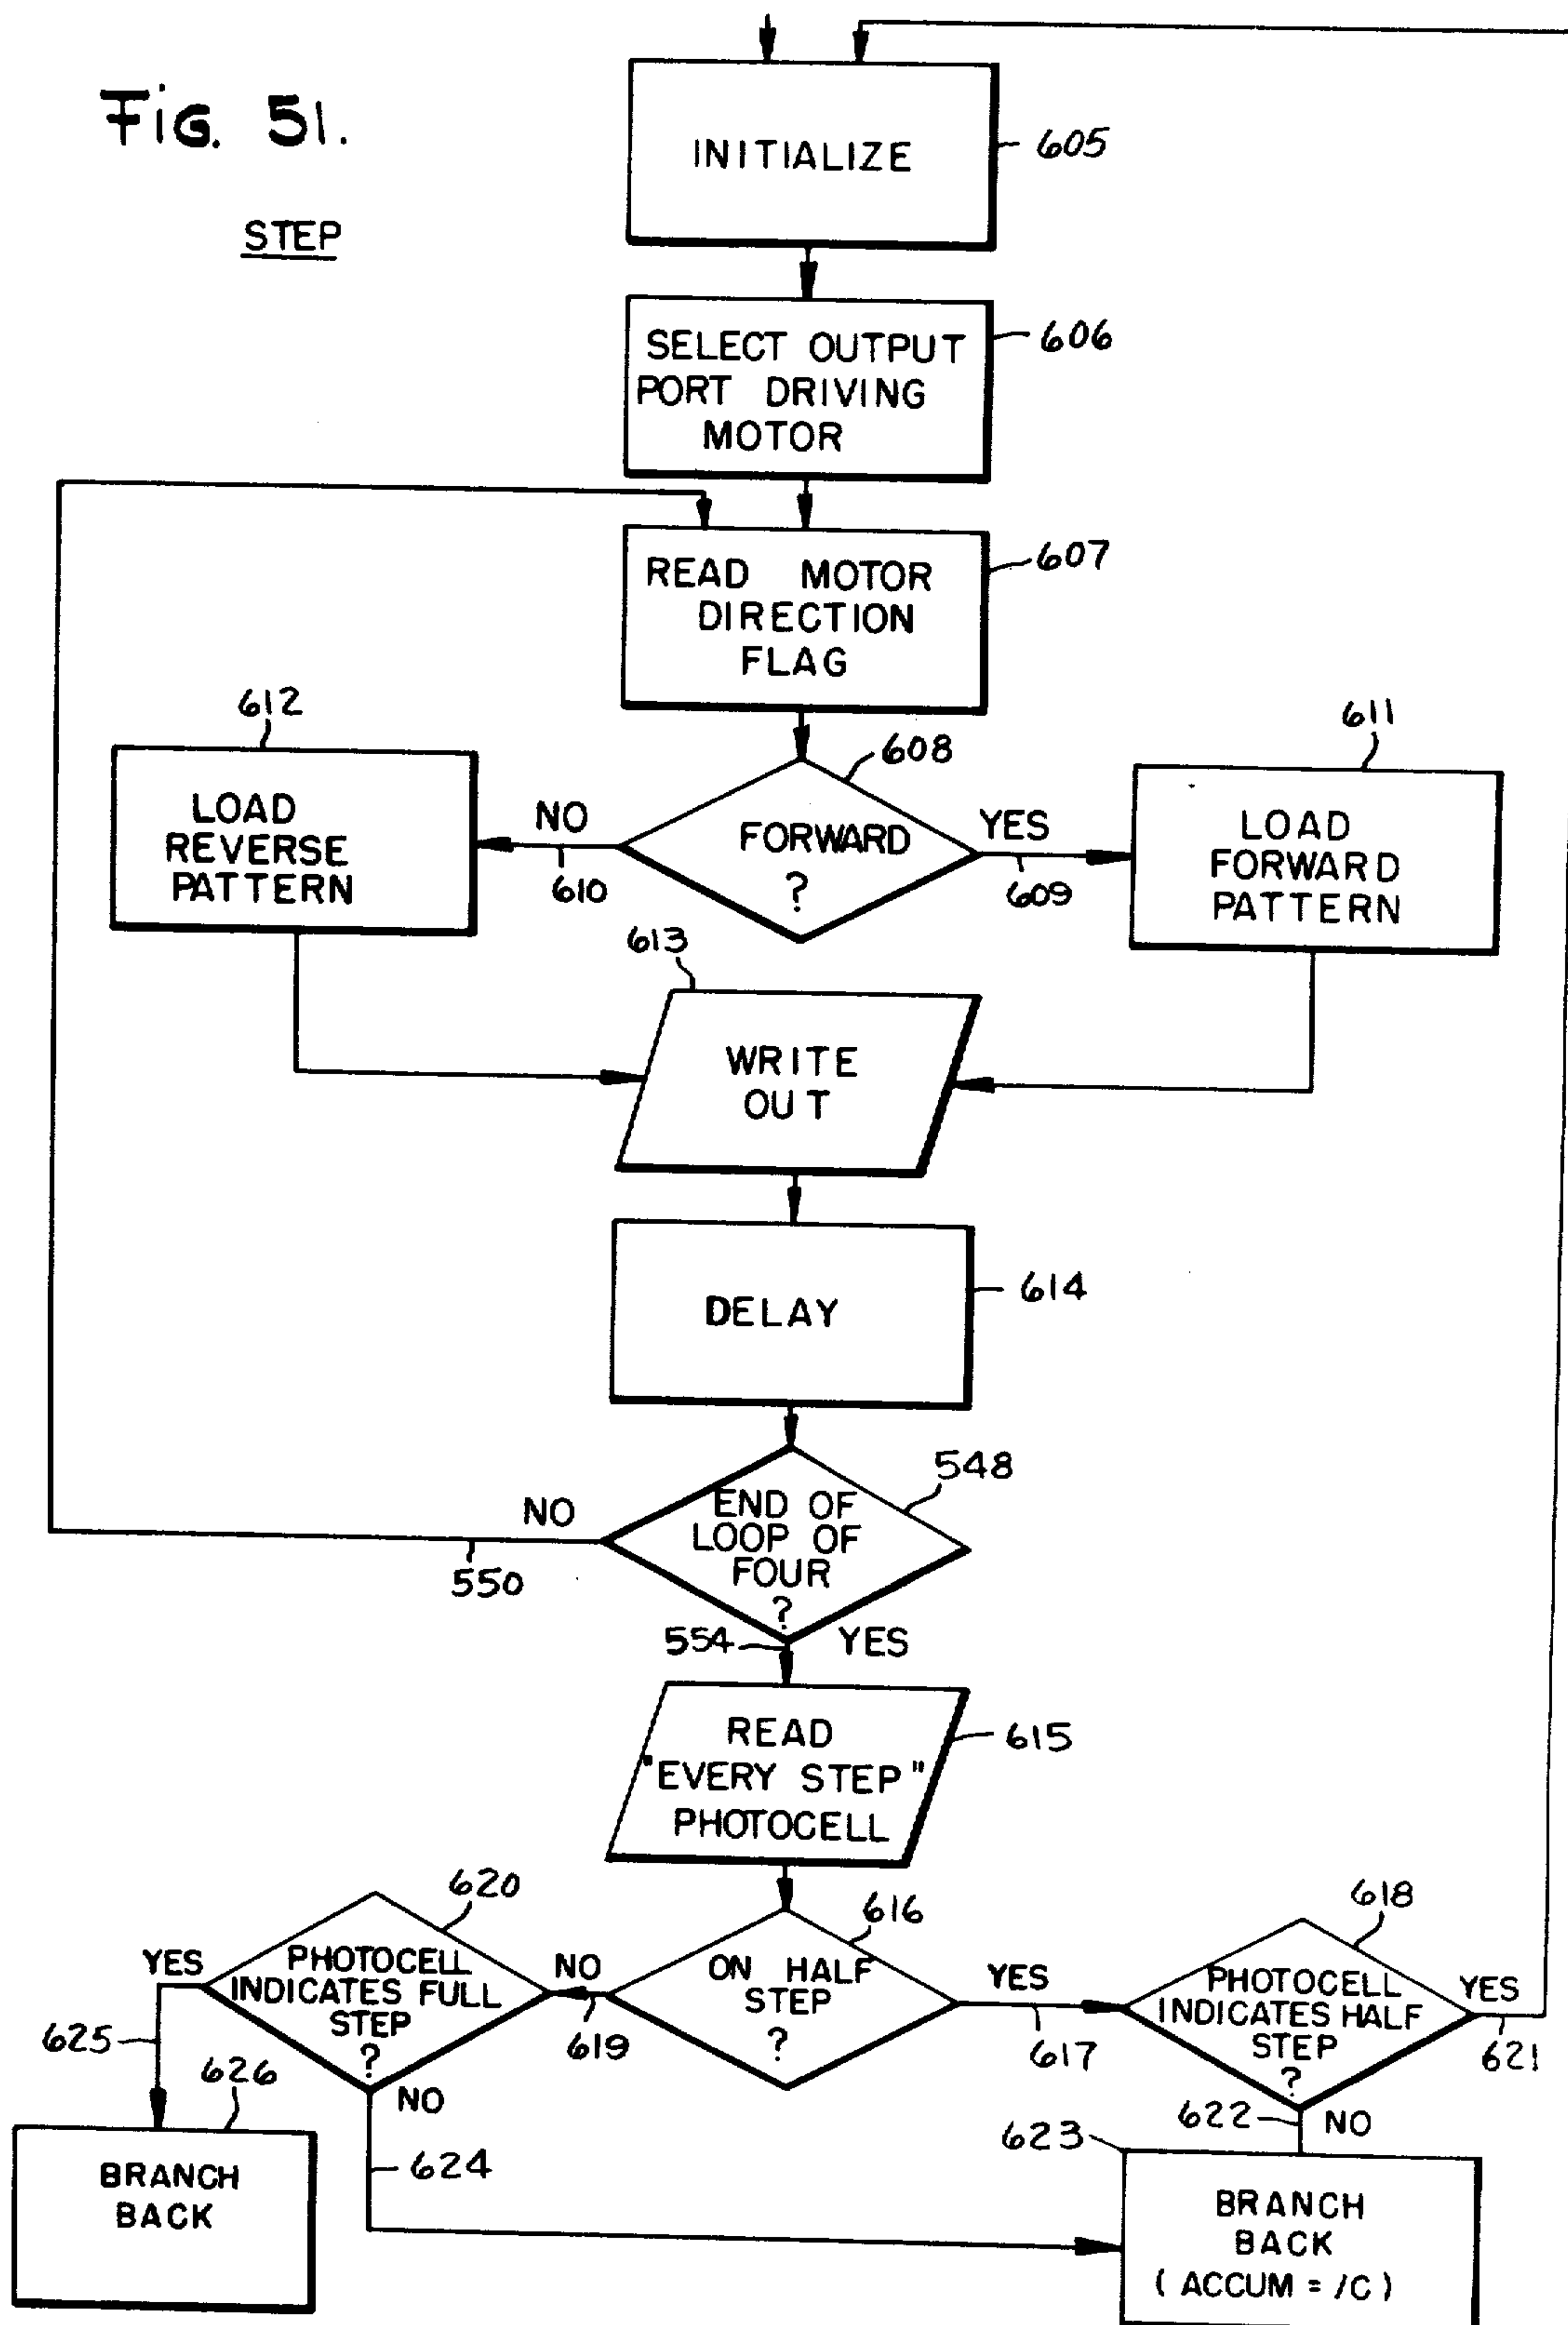 Fig. 51.
STEP
INITIALIZE
605
SELECT OUTPUT
PORT DRIVING
MOTOR
606
READ MOTOR
DIRECTION
FLAG
607
612
LOAD
REVERSE
PATTERN
NO
610
608
FORWARD
?
YES
609
611
LOAD
FORWARD
PATTERN
613
WRITE
OUT
DELAY
614
548
END OF
LOOP OF
FOUR
?
NO
550
554
YES
READ
"EVERY STEP"
PHOTOCELL
615
620
PHOTOCELL
INDICATES FULL
STEP
?
YES
625
NO
624
NO
619
616
ON HALF
STEP
?
YES
617
618
PHOTOCELL
INDICATES HALF
STEP
?
YES
621
622
NO
626
BRANCH
BACK
623
BRANCH
BACK
( ACCUM = /C )